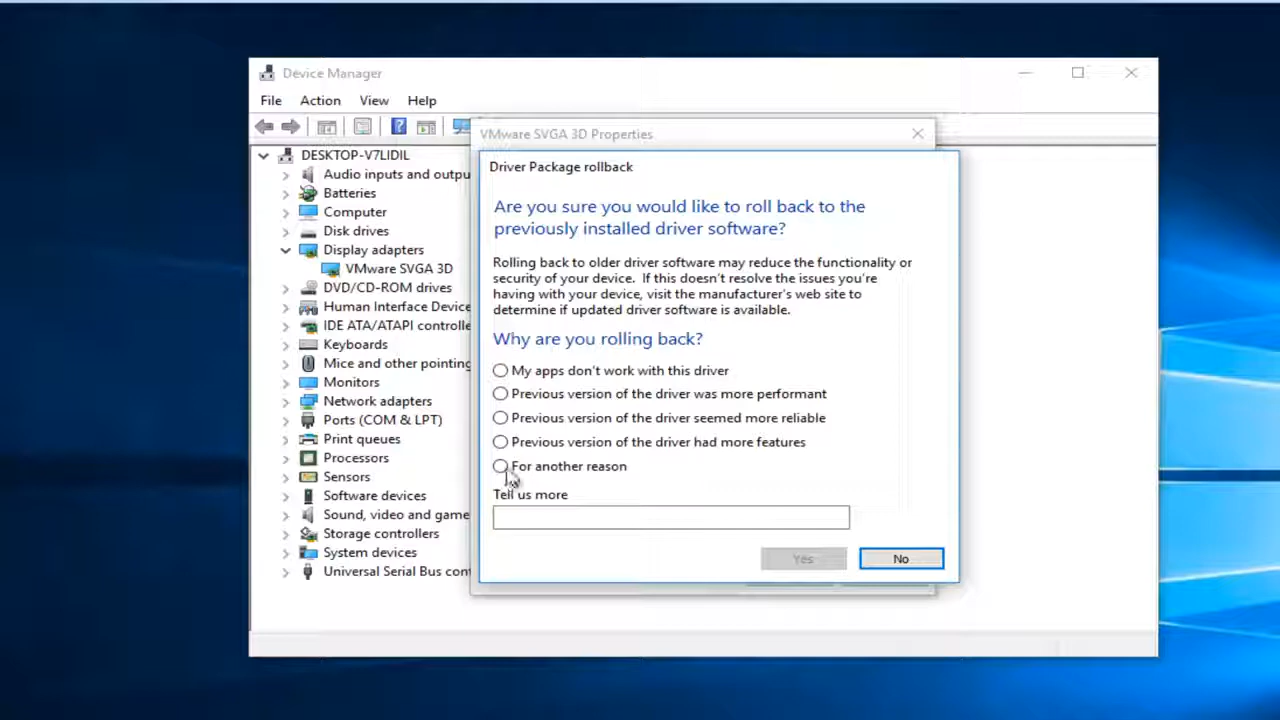 Device Manager
File Action View Help
VMware SVGA 3D Properties
DESKTOP-V7LIDIL
Audio inputs and outpu
Batteries
Computer
Disk drives
Display adapters
VMware SVGA 3D
DVD/CD-ROM drives
Human Interface Device
IDE ATA/ATAPI controlle
Keyboards
Mice and other pointing
Monitors
Network adapters
Ports (COM & LPT)
Print queues
Processors
Sensors
Software devices
Sound, video and game
Storage controllers
System devices
Universal Serial Bus cont
Driver Package rollback
Are you sure you would like to roll back to the
previously installed driver software?
Rolling back to older driver software may reduce the functionality or
security of your device. If this doesn't resolve the issues you're
having with your device, visit the manufacturer's web site to
determine if updated driver software is available.
Why are you rolling back?
My apps don't work with this driver
Previous version of the driver was more performant
Previous version of the driver seemed more reliable
Previous version of the driver had more features
For another reason
Tell us more
Yes No